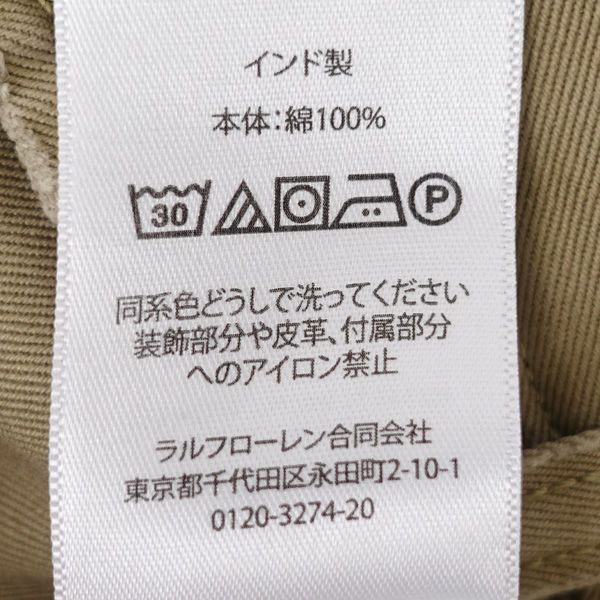 インド製
本体:綿100%
30 P
同系色どうしで洗ってください
装飾部分や皮革、付属部分
へのアイロン禁止
ラルフローレン合同会社
東京都千代田区永田町2-10-1
0120-3274-20